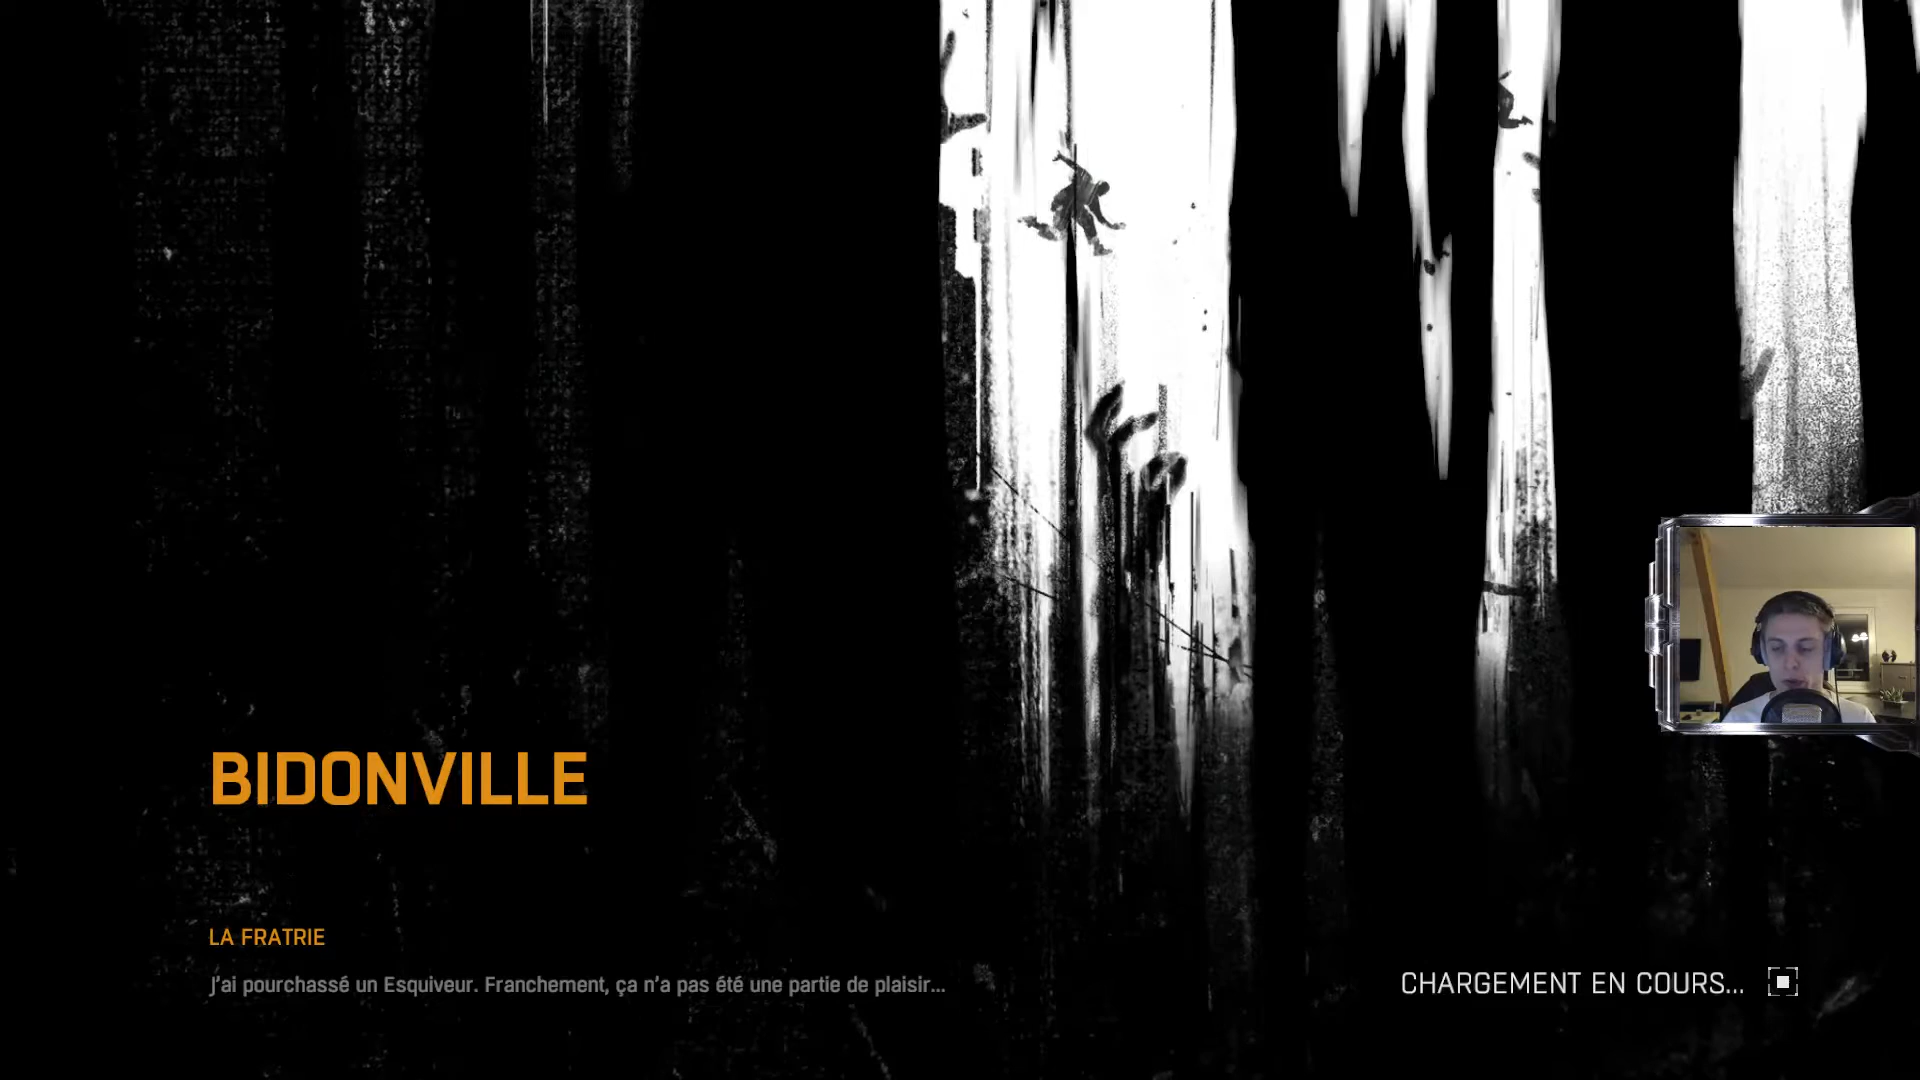 BIDONVILLE
LA FRATRIE
J'ai pourchassé un Esquiveur. Franchement, ça n'a pas été une partie de plaisir...
CHARGEMENT EN COURS...